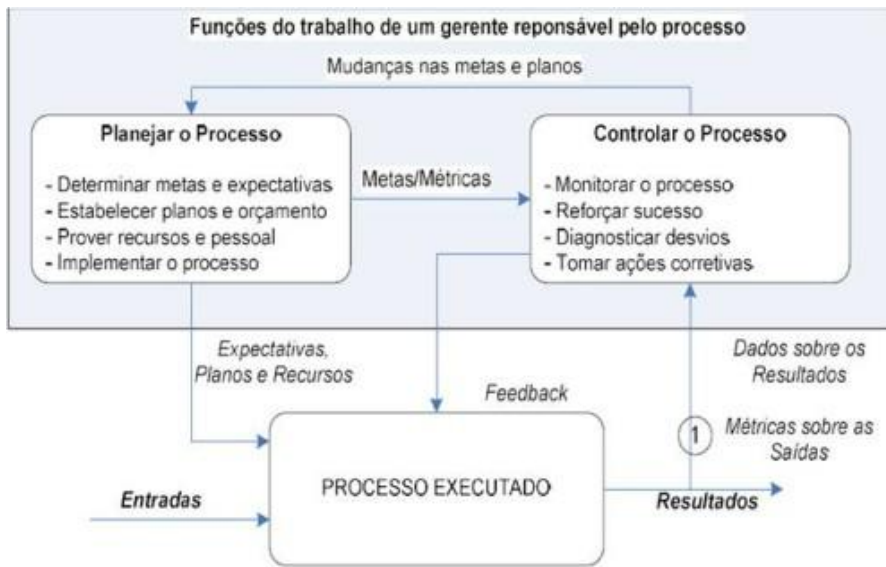 Funções do trabalho de um gerente reponsável pelo processo
Mudanças nas metas e planos
Planejar o Processo
- Determinar metas e expectativas
- Estabelecer planos e orçamento
- Prover recursos e pessoal
- Implementar o processo
Metas/Métricas
Controlar o Processo
- Monitorar o processo
- Reforçar sucesso
- Diagnosticar desvios
- Tomar ações corretivas
Expectativas,
Planos e Recursos
Feedback
Dados sobre os
Resultados
1
Métricas sobre as
Saídas
Entradas
PROCESSO EXECUTADO
Resultados